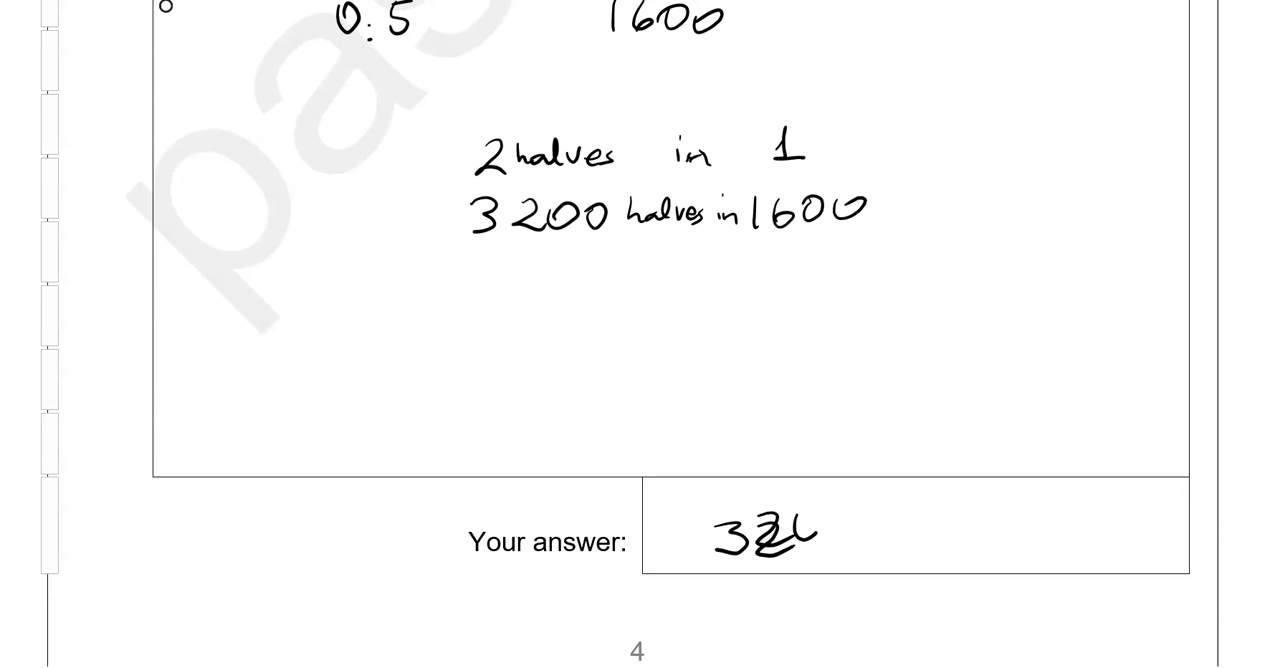 0.5 1600
2 halves in 1
3200 halves in 1600
Your answer:
4